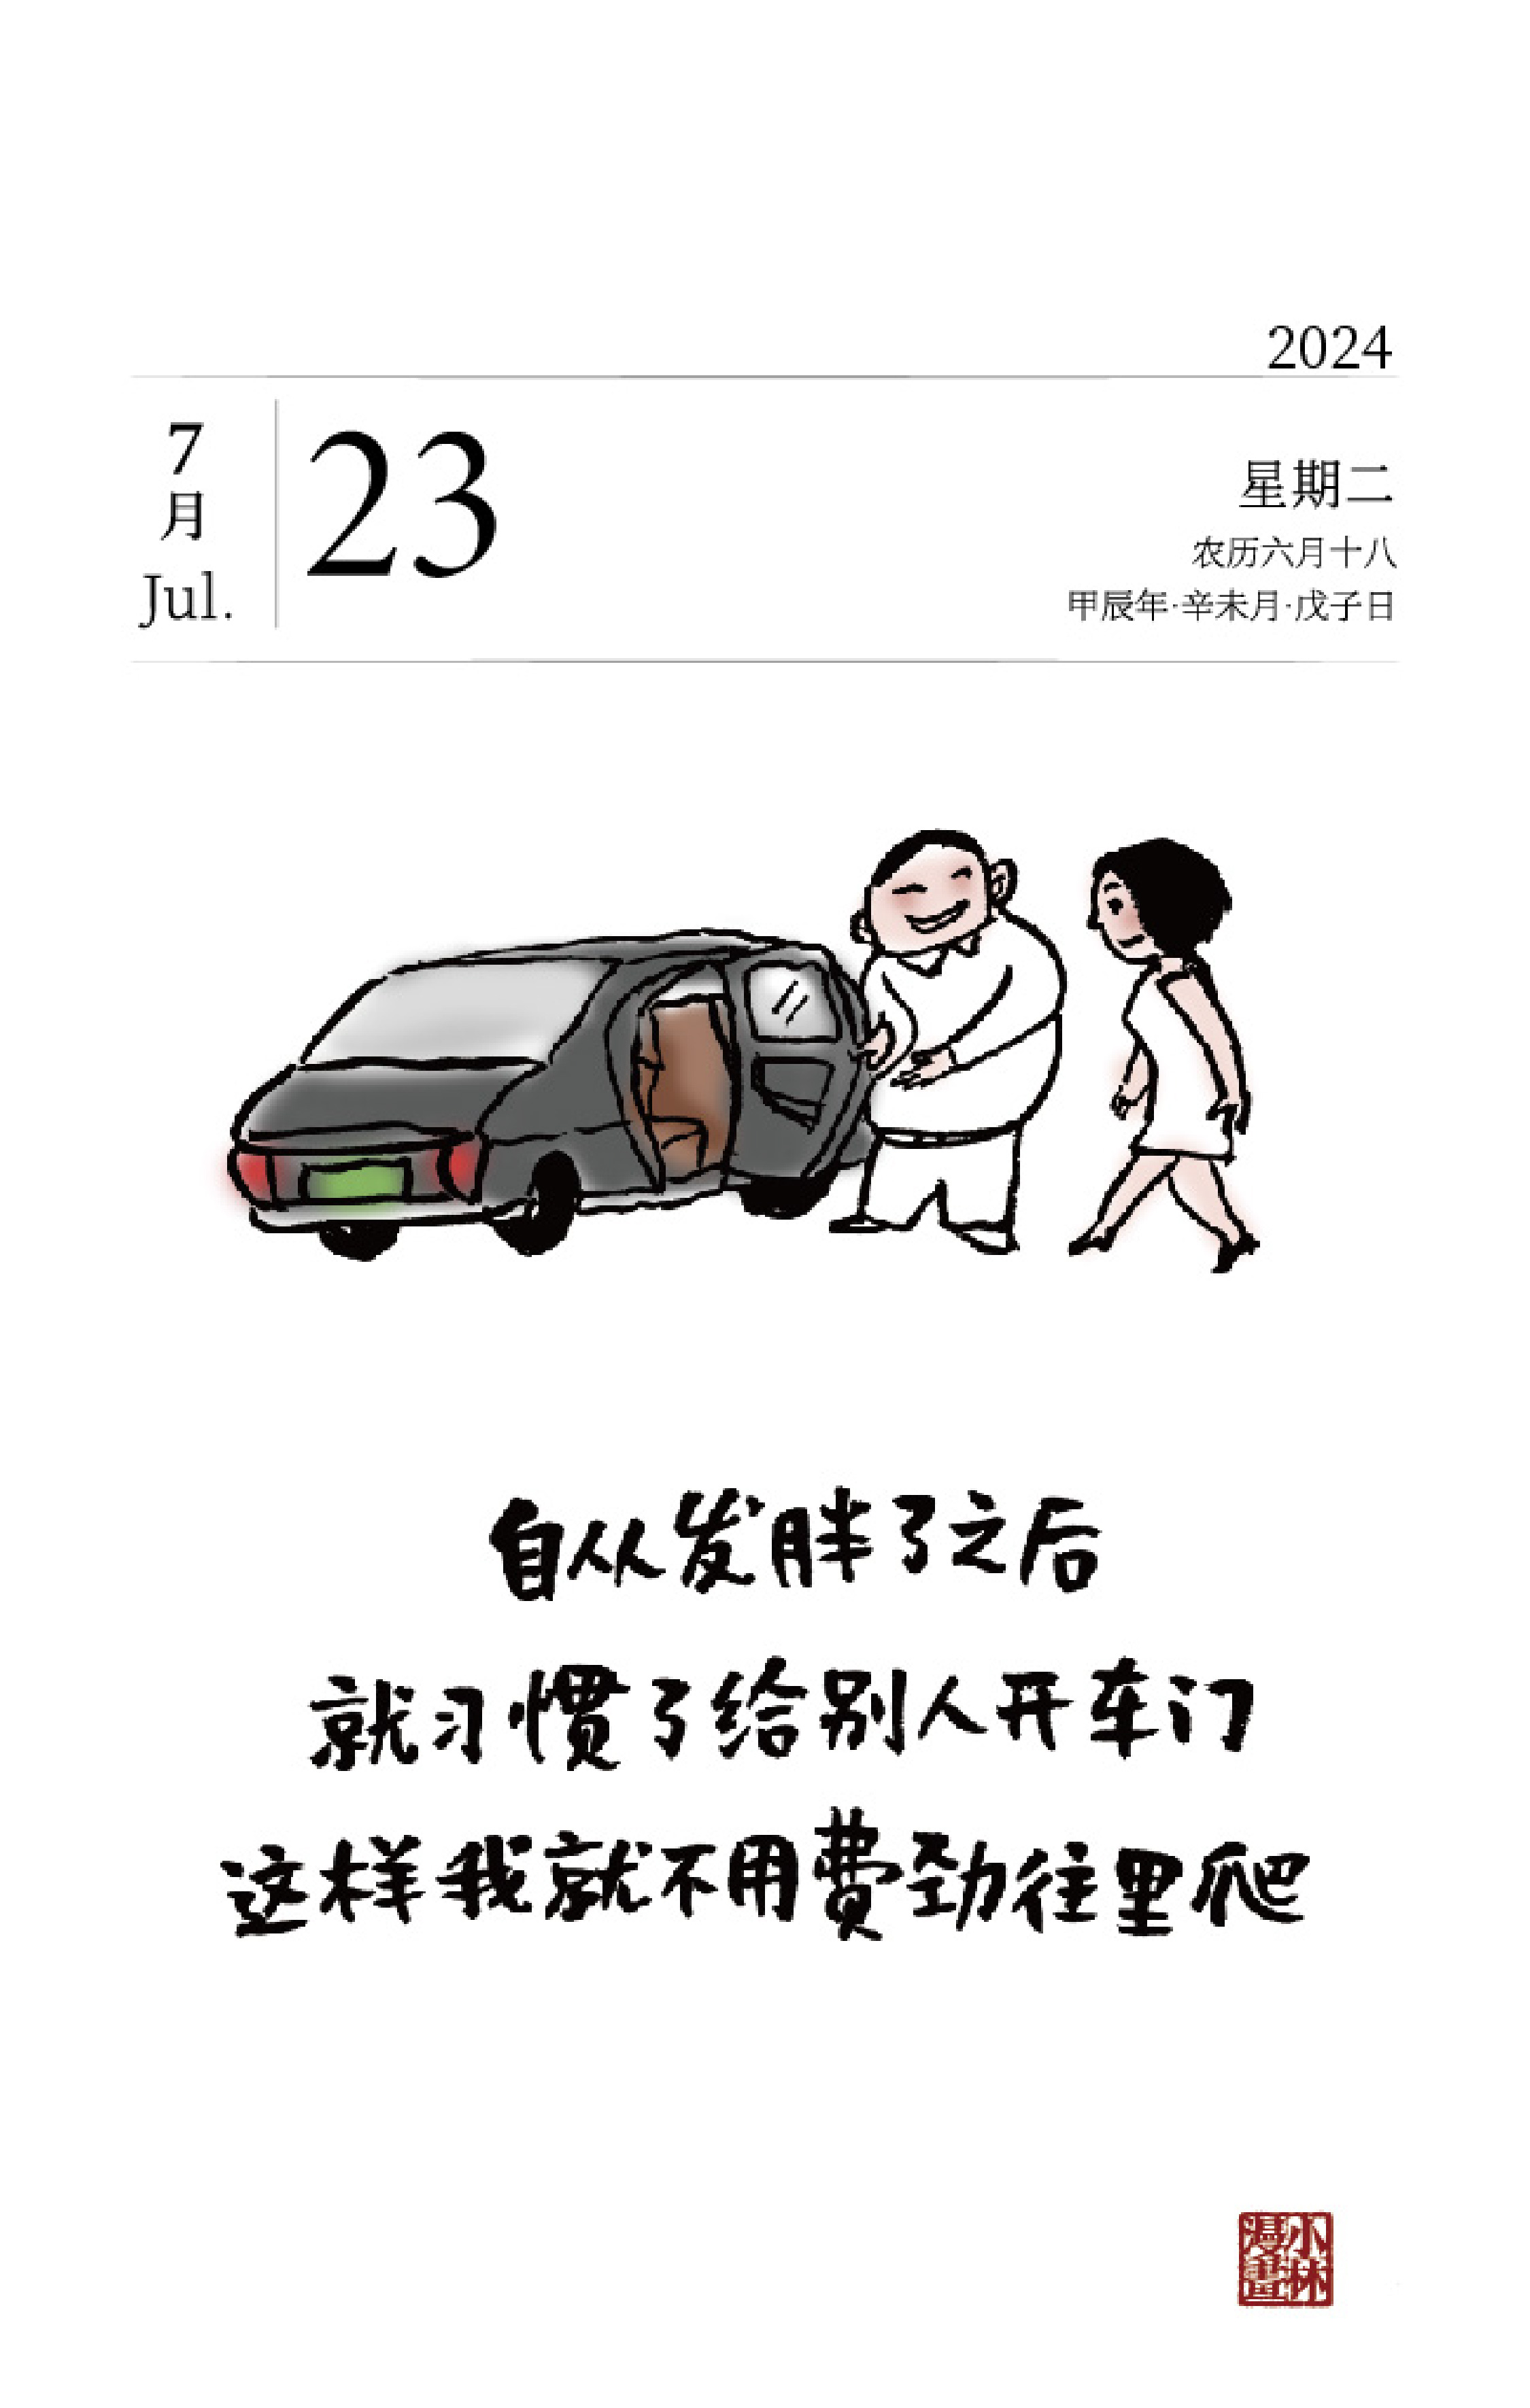 2024
7
月
Jul.
23
星期二
农历六月十八
甲辰年·辛未月·戊子日
自从发胖了之后
就习惯了给别人开车门
这样我就不用费劲往里爬
小林
漫畫